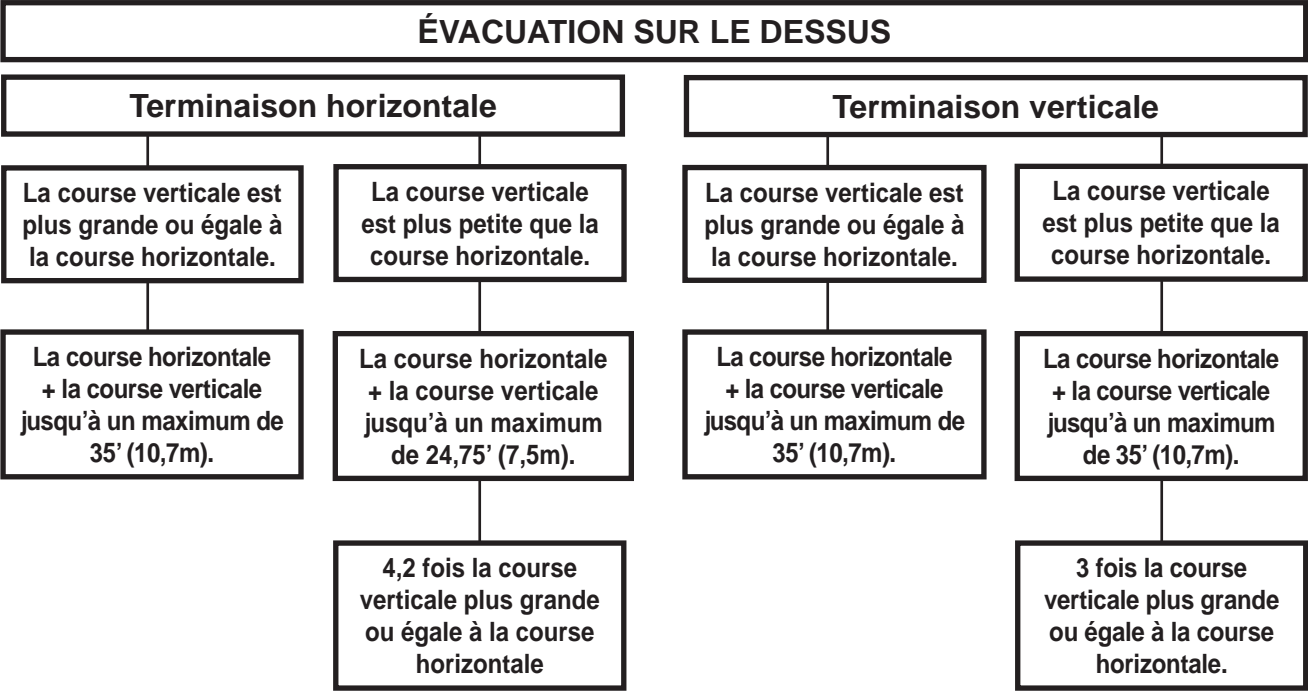 ÉVACUATION SUR LE DESSUS
Terminaison horizontale
La course verticale est
plus grande ou égale à
la course horizontale.
La course horizontale
+ la course verticale
jusqu’à un maximum de
35’ (10,7m).
La course verticale
est plus petite que la
course horizontale.
La course horizontale
+ la course verticale
jusqu’à un maximum
de 24,75’ (7,5m).
4,2 fois la course
verticale plus grande
ou égale à la course
horizontale
Terminaison verticale
La course verticale est
plus grande ou égale à
la course horizontale.
La course horizontale
+ la course verticale
jusqu’à un maximum de
35’ (10,7m).
La course verticale
est plus petite que la
course horizontale.
La course horizontale
+ la course verticale
jusqu’à un maximum
de 35’ (10,7m).
3 fois la course
verticale plus grande
ou égale à la course
horizontale.